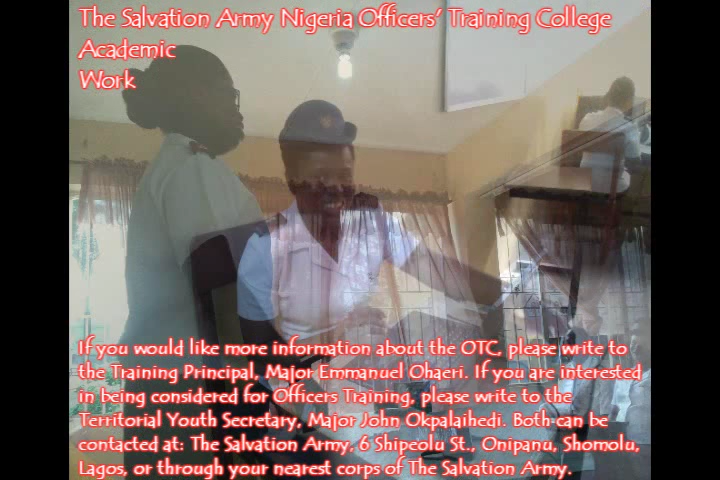 The Salvation Army Nigeria Officers' Training College
Academic
Work
If you would like more information about the OTC, please write to
the Training Principal, Major Emmanuel Ohaeri. If you are interested
in being considered for Officers Training, please write to the
Territorial Youth Secretary, Major John Okpalaihedi. Both can be
contacted at: The Salvation Army, 6 Shipeolu St., Onipanu, Shomolu,
Lagos, or through your nearest corps of The Salvation Army.